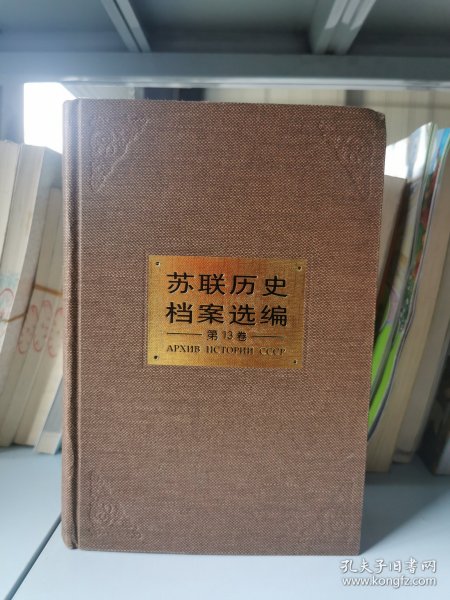 苏联历史
档案选编
第13卷
АРХИВ ИСТОРИИ СССР
孔夫子旧书网
www.kongfz.com